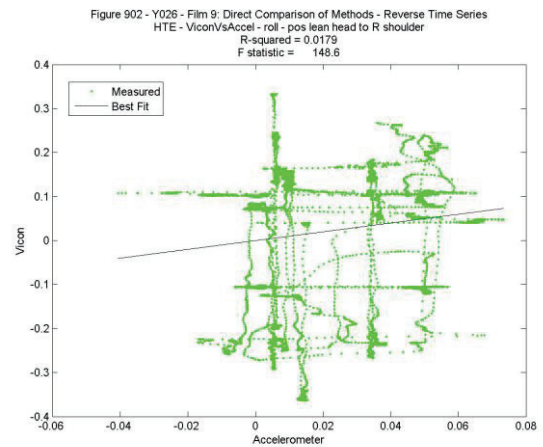 Figure 902 - Y026 - Film 9: Direct Comparison of Methods - Reverse Time Series
HTE - ViconVsAccel - roll - pos lean head to R shoulder
R-squared = 0.0179
F statistic = 148.6
Measured
Best Fit
Vicon
0.4
0.3
0.2
0.1
0
-0.1
-0.2
-0.3
-0.4
-0.06
-0.04
-0.02
0
0.02
0.04
0.06
0.08
Accelerometer